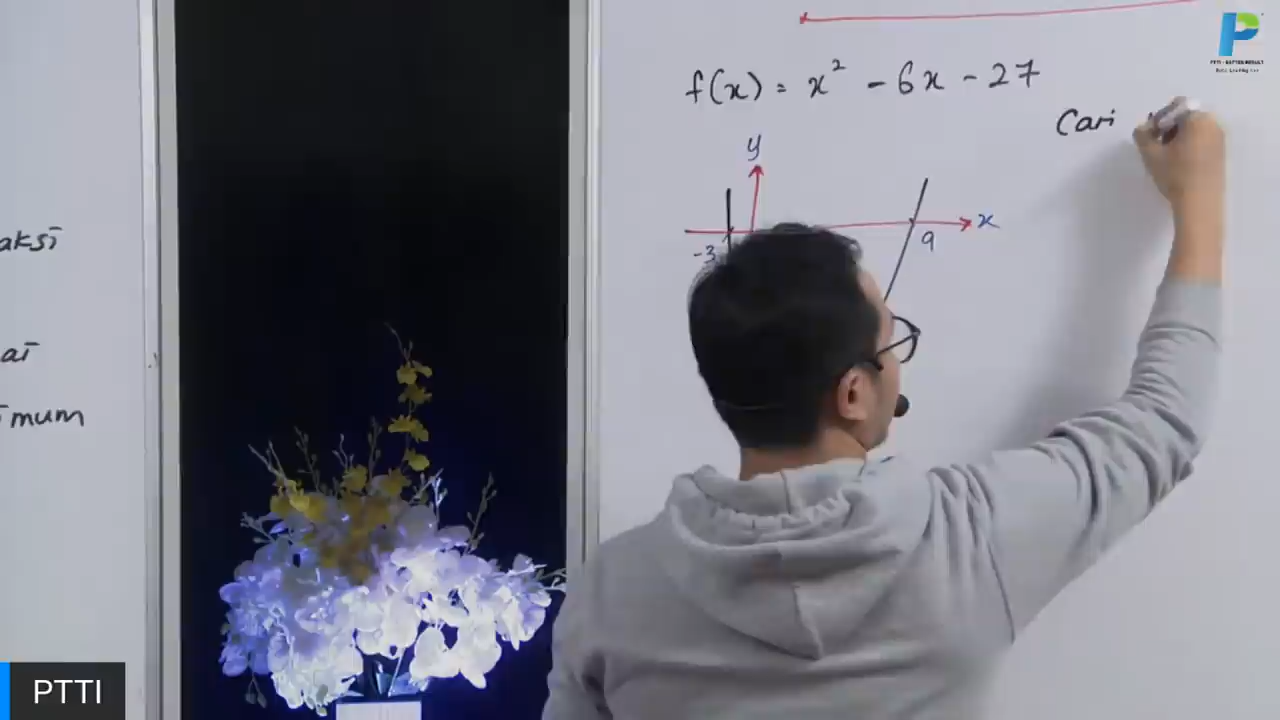 f(x) = x² - 6x - 27
Cari
y
x
-3
9
aksi
ai
imum
PTTI